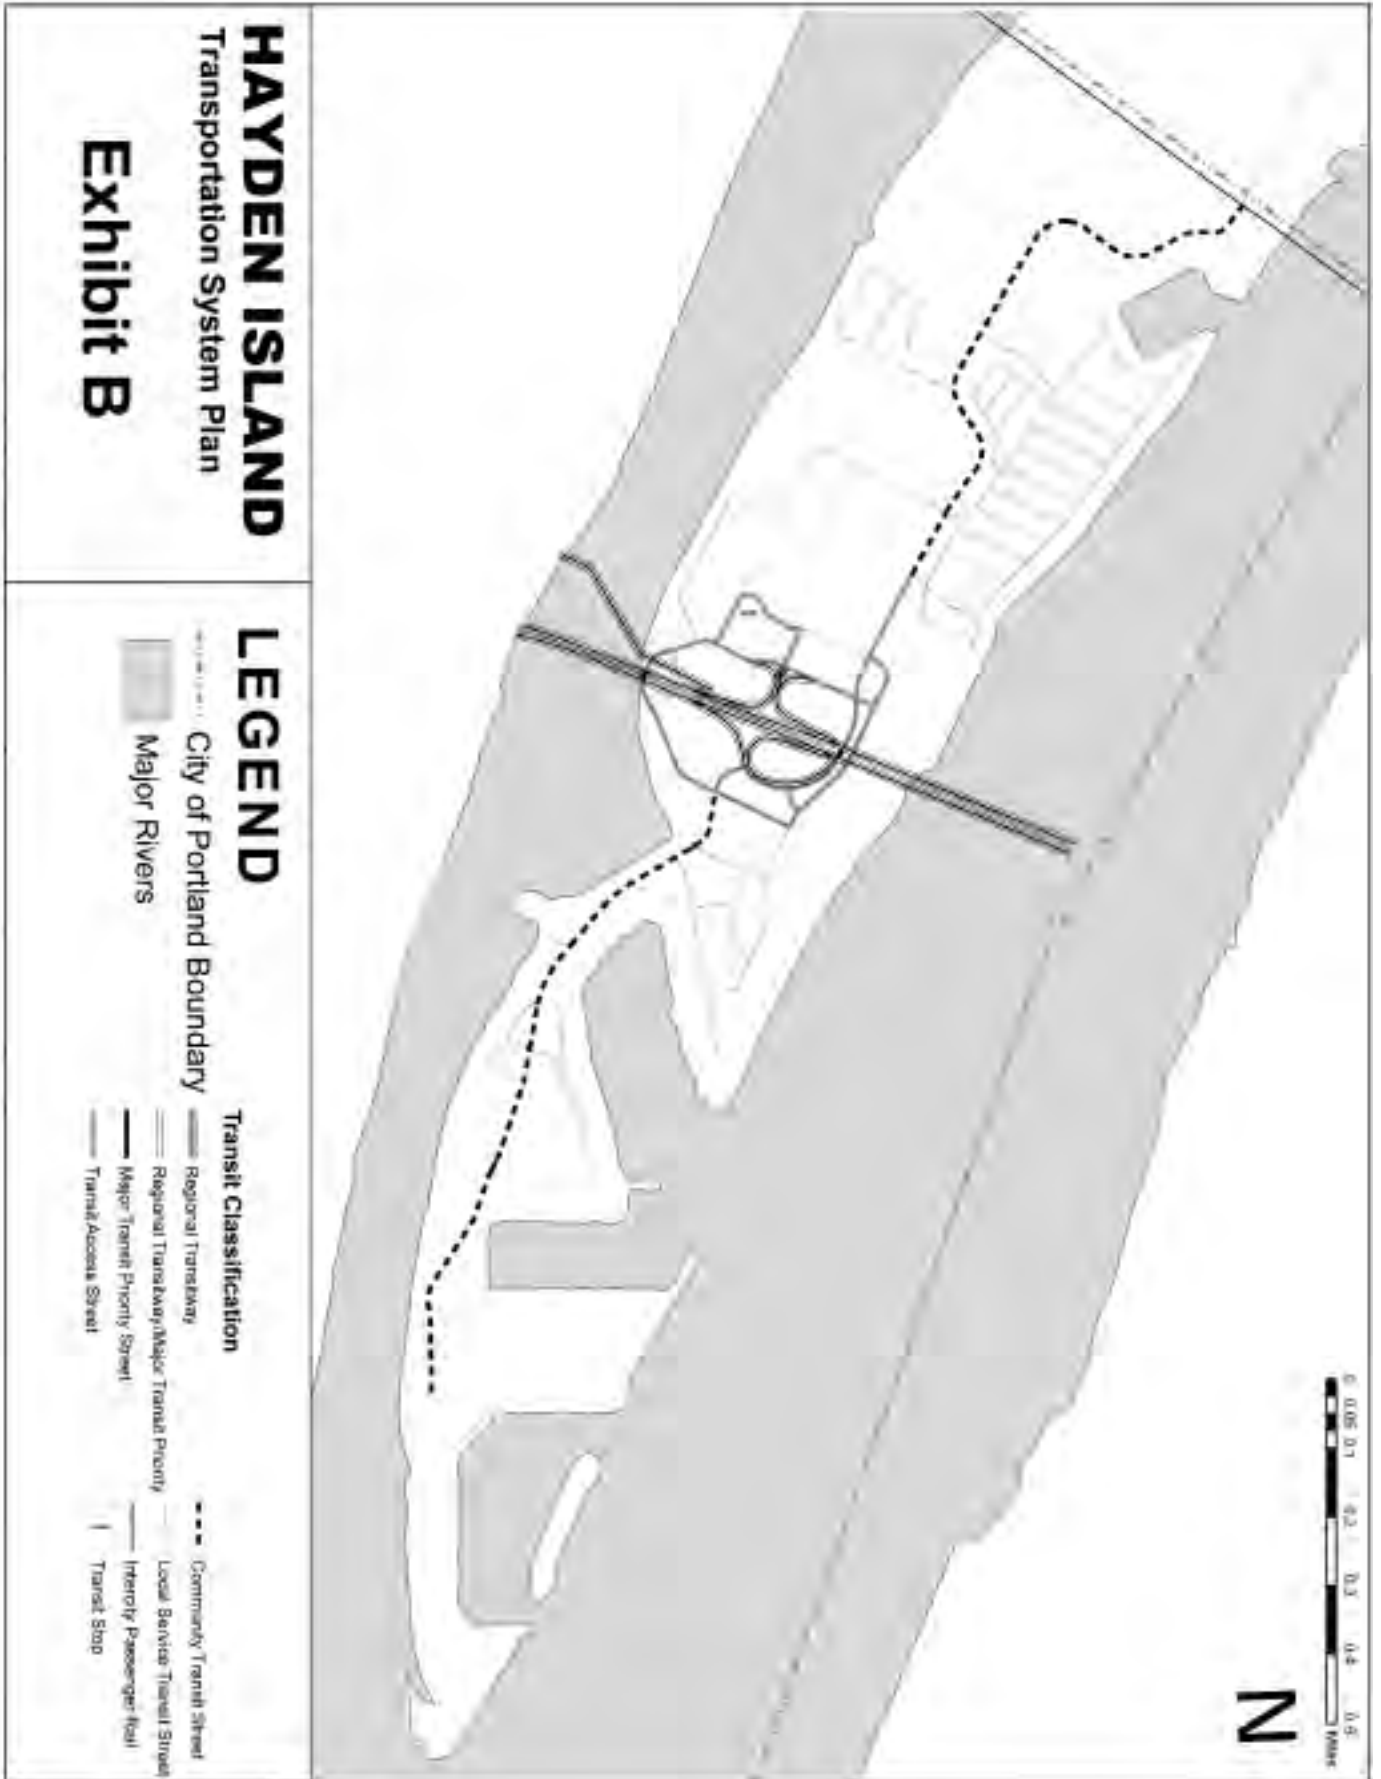 HAYDEN ISLAND
Transportation System Plan
Exhibit B
LEGEND
City of Portland Boundary
Major Rivers
Transit Classification
Regional Transitway
Regional Transitway/Major Transit Priority
Major Transit Priority Street
Transit Access Street
Community Transit Street
Local Service Transit Street
Intercity Passenger Rail
Transit Stop
0 0.05 0.1 0.2 0.3 0.4
Miles
N